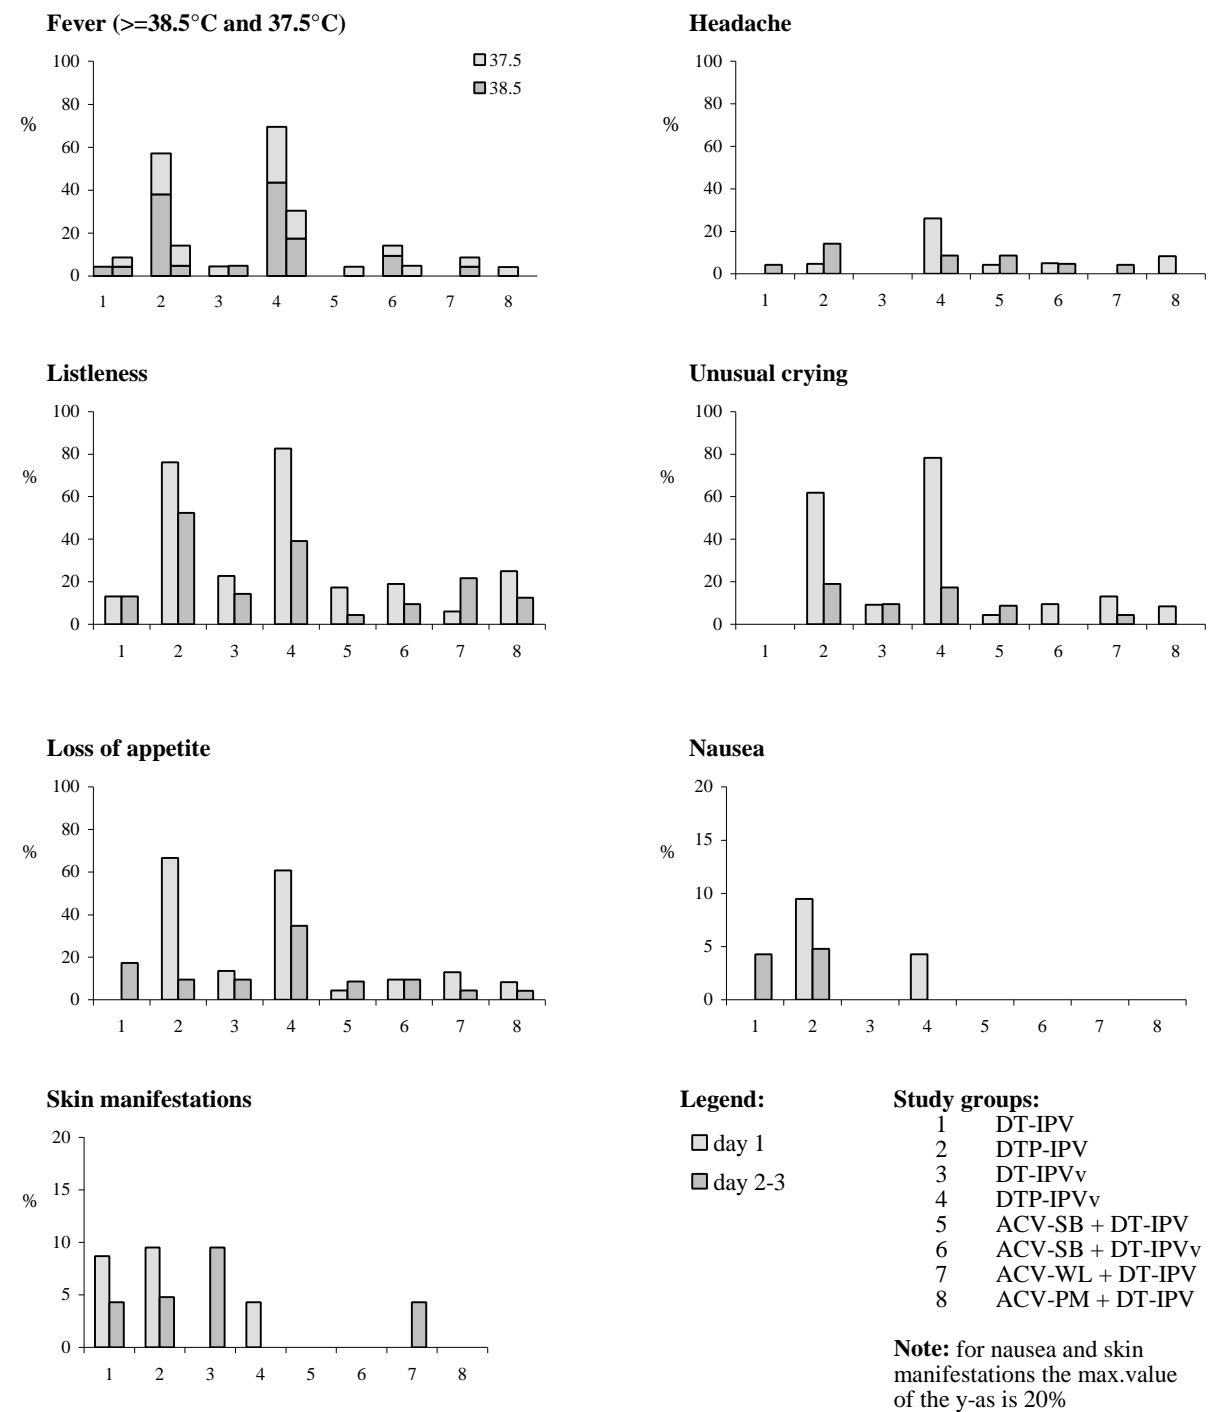 Fever (>=38.5°C and 37.5°C)
100
80
60
40
20
0
%
37.5
38.5
1 2 3 4 5 6 7 8
Headache
100
80
60
40
20
0
%
1 2 3 4 5 6 7 8
Listleness
100
80
60
40
20
0
%
1 2 3 4 5 6 7 8
Unusual crying
100
80
60
40
20
0
%
1 2 3 4 5 6 7 8
Loss of appetite
100
80
60
40
20
0
%
1 2 3 4 5 6 7 8
Nausea
20
15
10
5
0
%
1 2 3 4 5 6 7 8
Skin manifestations
20
15
10
5
0
%
1 2 3 4 5 6 7 8
Legend:
day 1
day 2-3
Study groups:
1 DT-IPV
2 DTP-IPV
3 DT-IPVv
4 DTP-IPVv
5 ACV-SB + DT-IPV
6 ACV-SB + DT-IPVv
7 ACV-WL + DT-IPV
8 ACV-PM + DT-IPV
Note: for nausea and skin
manifestations the max.value
of the y-as is 20%